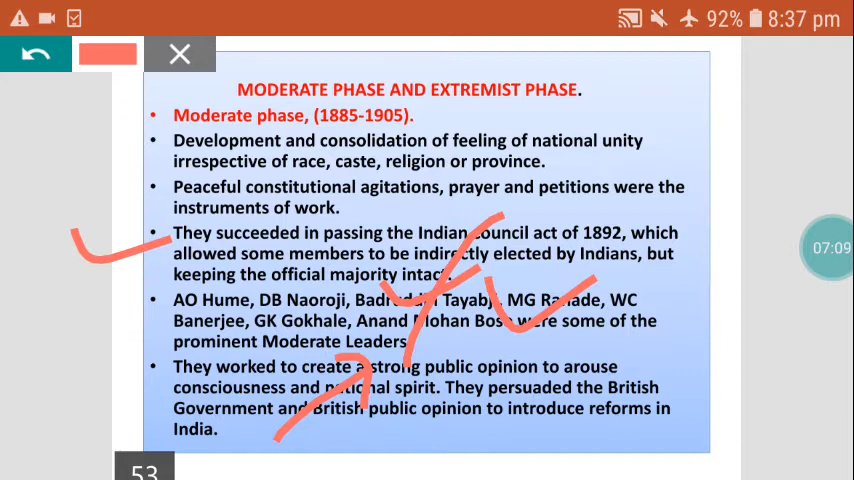 92% 8:37 pm
MODERATE PHASE AND EXTREMIST PHASE.
• Moderate phase, (1885-1905).
• Development and consolidation of feeling of national unity
irrespective of race, caste, religion or province.
• Peaceful constitutional agitations, prayer and petitions were the
instruments of work.
• They succeeded in passing the Indian council act of 1892, which
allowed some members to be indirectly elected by Indians, but
keeping the official majority intact.
07:09
• AO Hume, DB Naoroji, Badruddin Tayabji, MG Ranade, WC
Banerjee, GK Gokhale, Anand Mohan Bose were some of the
prominent Moderate Leaders
• They worked to create a strong public opinion to arouse
consciousness and national spirit. They persuaded the British
Government and British public opinion to introduce reforms in
India.
53